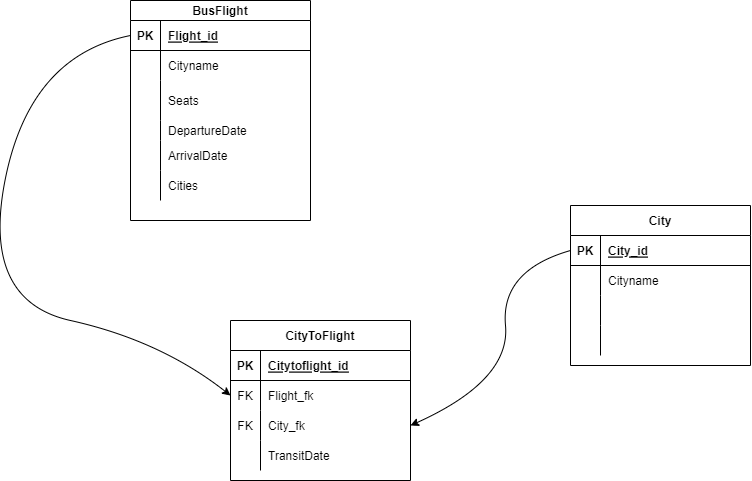 BusFlight
PK Flight_id
Cityname
Seats
DepartureDate
ArrivalDate
Cities
City
PK City_id
Cityname
CityToFlight
PK Citytoflight_id
FK Flight_fk
FK City_fk
TransitDate